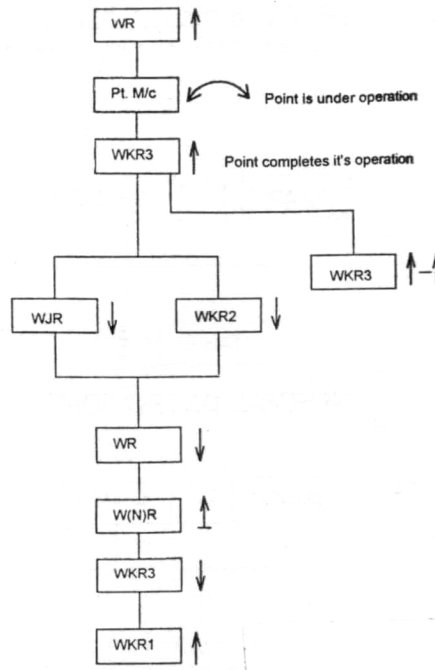 WR
Pt. M/c
Point is under operation
WKR3
Point completes it's operation
WKR3
WJR
WKR2
WR
W(N)R
WKR3
WKR1